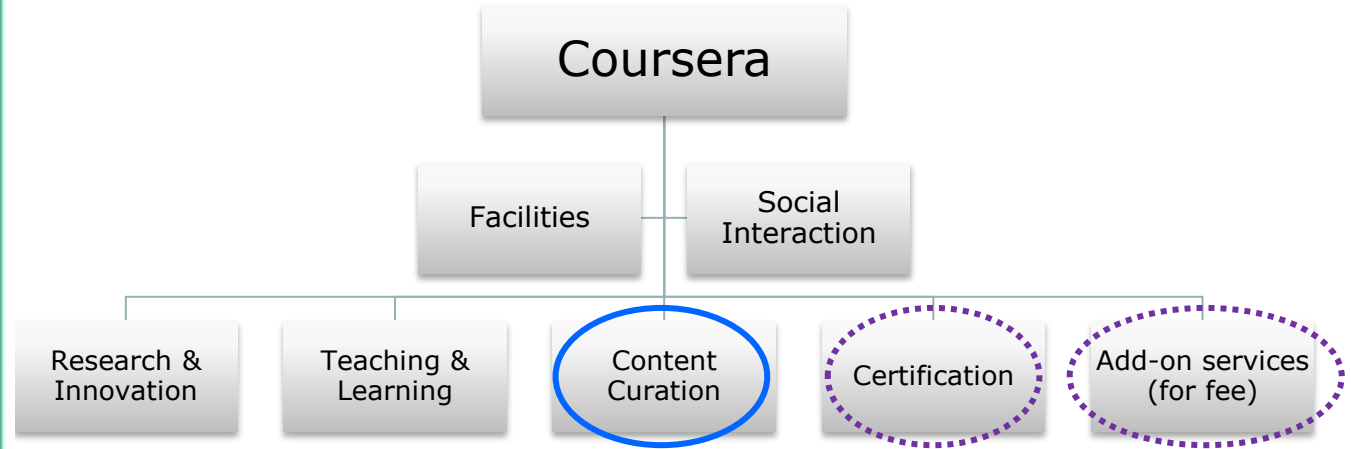 Coursera
Facilities
Social
Interaction
Research &
Innovation
Teaching &
Learning
Content
Curation
Certification
Add-on services
(for fee)